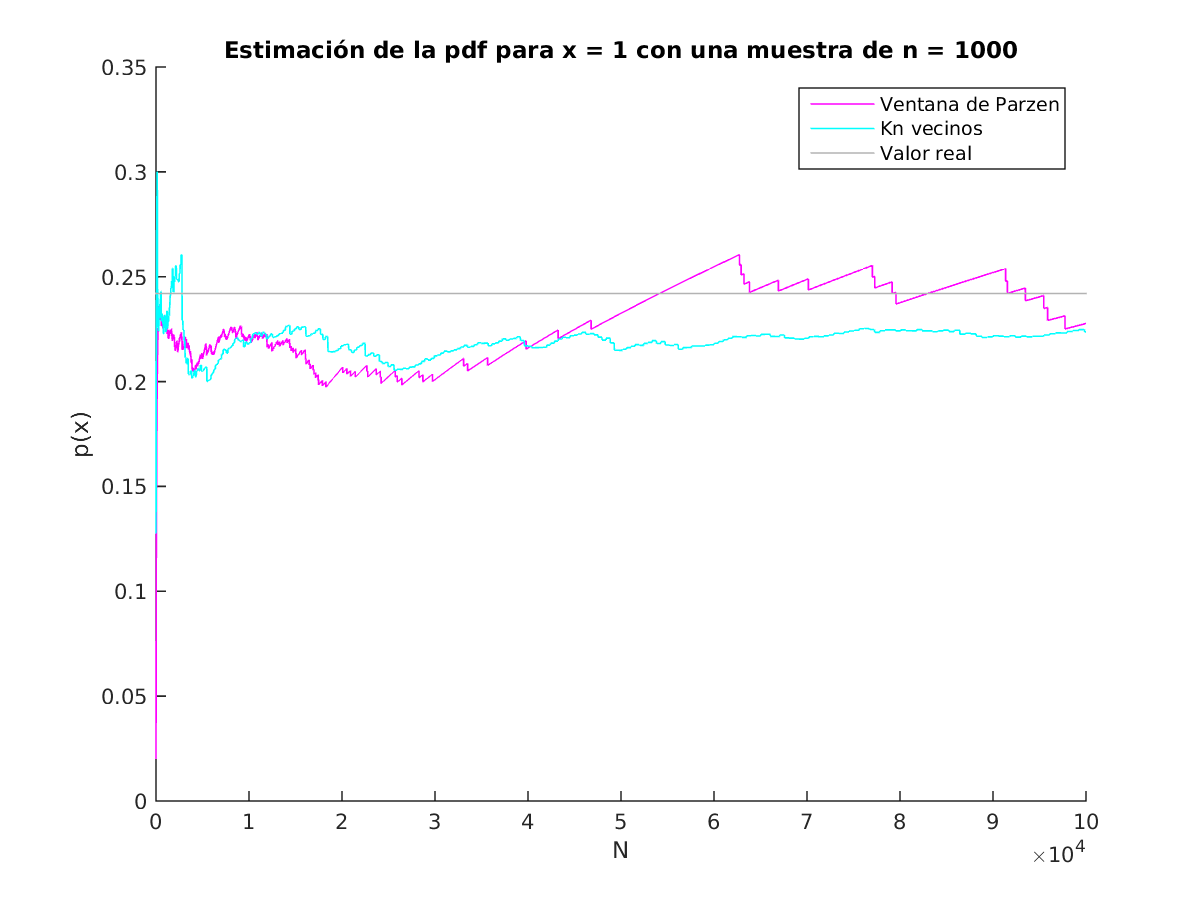 Estimación de la pdf para x = 1 con una muestra de n = 1000
Ventana de Parzen
Kn vecinos
Valor real
p(x)
0.35
0.3
0.25
0.2
0.15
0.1
0.05
0
0 1 2 3 4 5 6 7 8 9 10
N
×10⁴